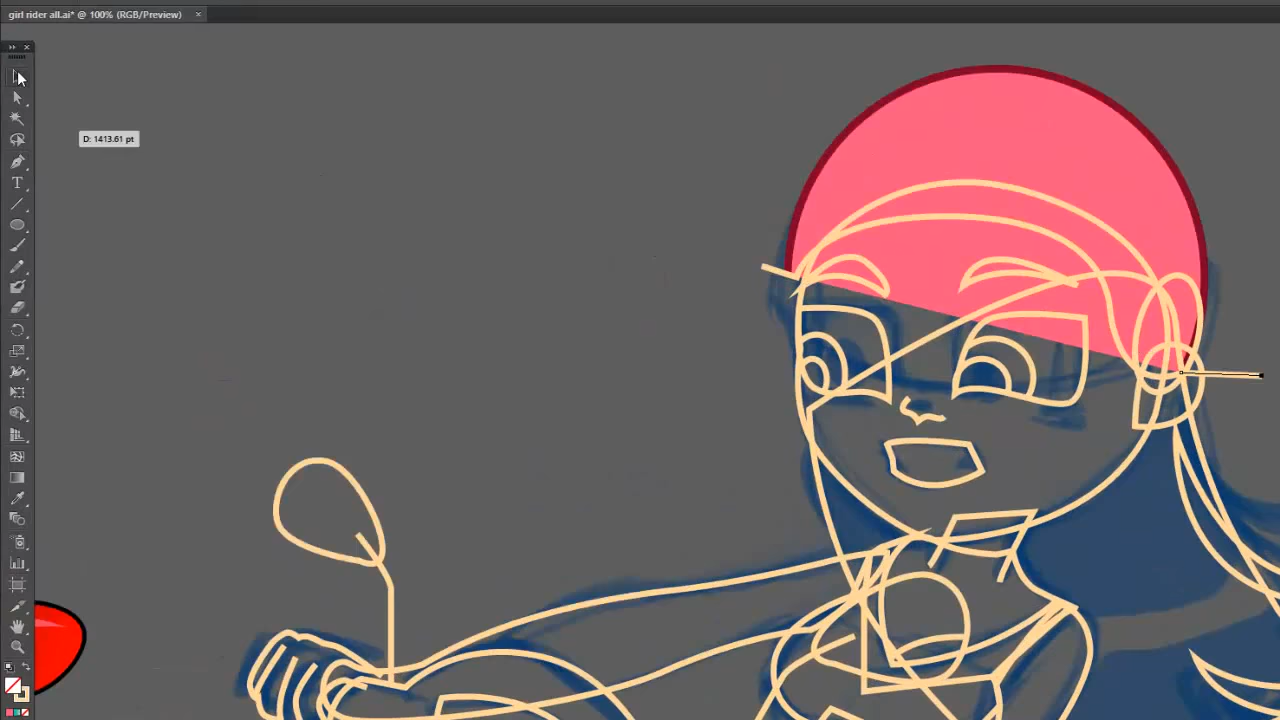 girl rider all.ai* @ 100% (RGB/Preview) ×
D: 1413.61 pt